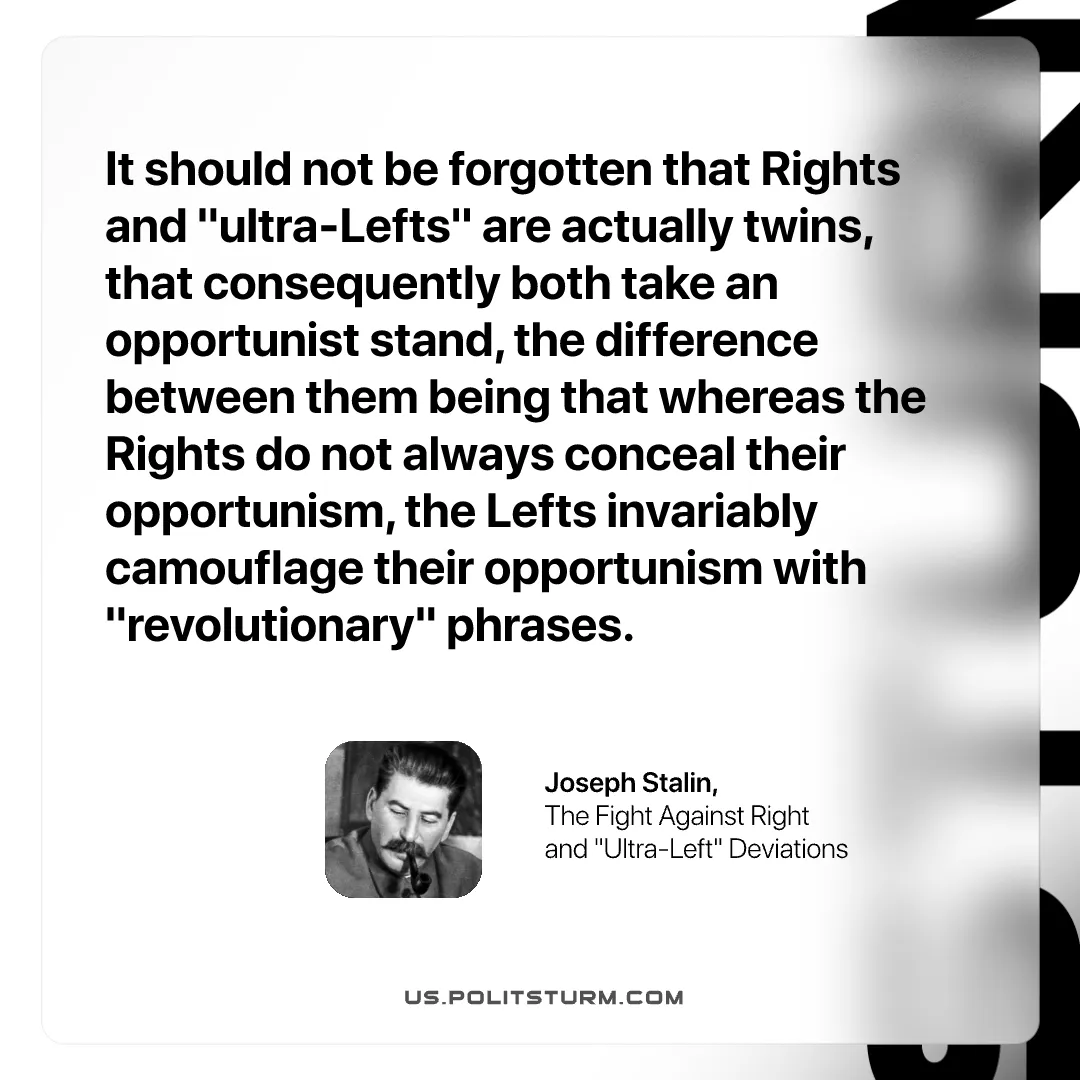 It should not be forgotten that Rights
and "ultra-Lefts" are actually twins,
that consequently both take an
opportunist stand, the difference
between them being that whereas the
Rights do not always conceal their
opportunism, the Lefts invariably
camouflage their opportunism with
"revolutionary" phrases.
Joseph Stalin,
The Fight Against Right
and "Ultra-Left" Deviations
US.POLITSTURM.COM